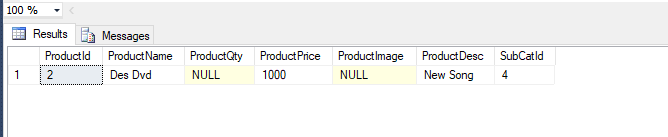 100 %
Results Messages
ProductId ProductName ProductQty ProductPrice ProductImage ProductDesc SubCatId
1 2 Des Dvd NULL 1000 NULL New Song 4